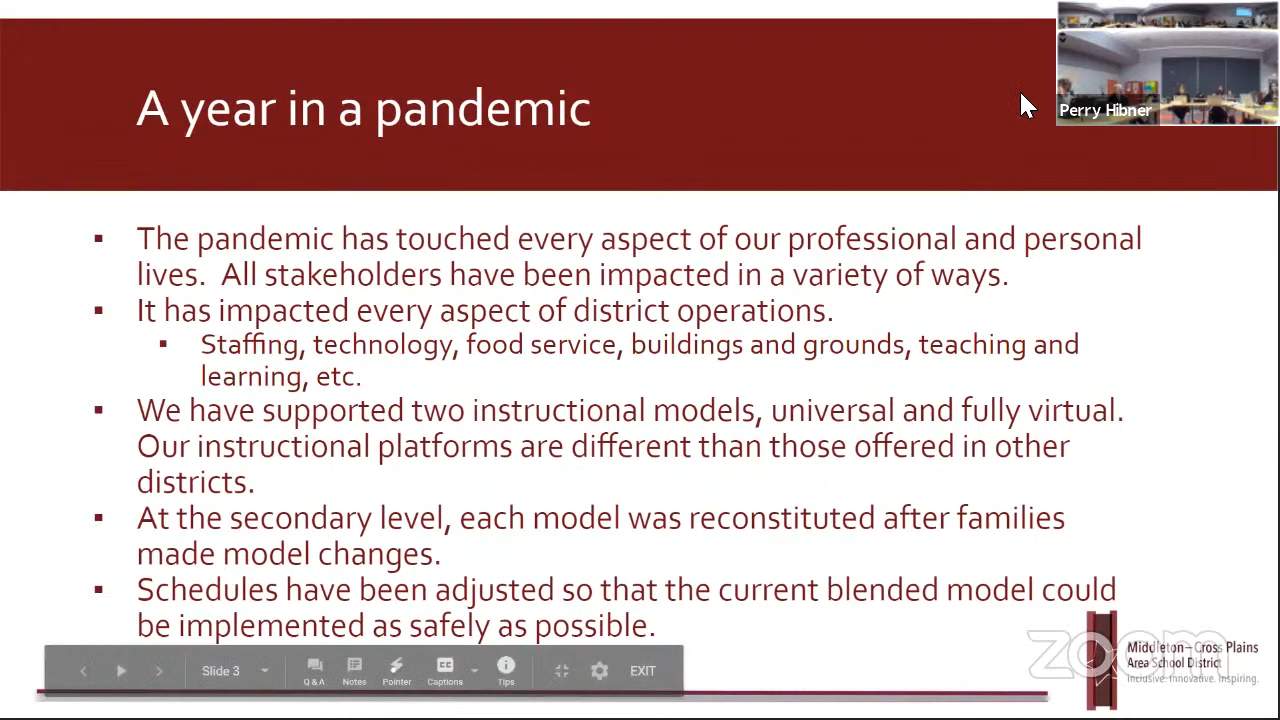 A year in a pandemic
Perry Hibner
▪ The pandemic has touched every aspect of our professional and personal
lives.  All stakeholders have been impacted in a variety of ways.
▪ It has impacted every aspect of district operations.
▪ Staffing, technology, food service, buildings and grounds, teaching and
learning, etc.
▪ We have supported two instructional models, universal and fully virtual.
Our instructional platforms are different than those offered in other
districts.
▪ At the secondary level, each model was reconstituted after families
made model changes.
▪ Schedules have been adjusted so that the current blended model could
be implemented as safely as possible.
Slide 3
Q & A Notes Pointer CC Captions Tips EXIT
zoom
Middleton – Cross Plains
Area School District
Inclusive. Innovative. Inspiring.